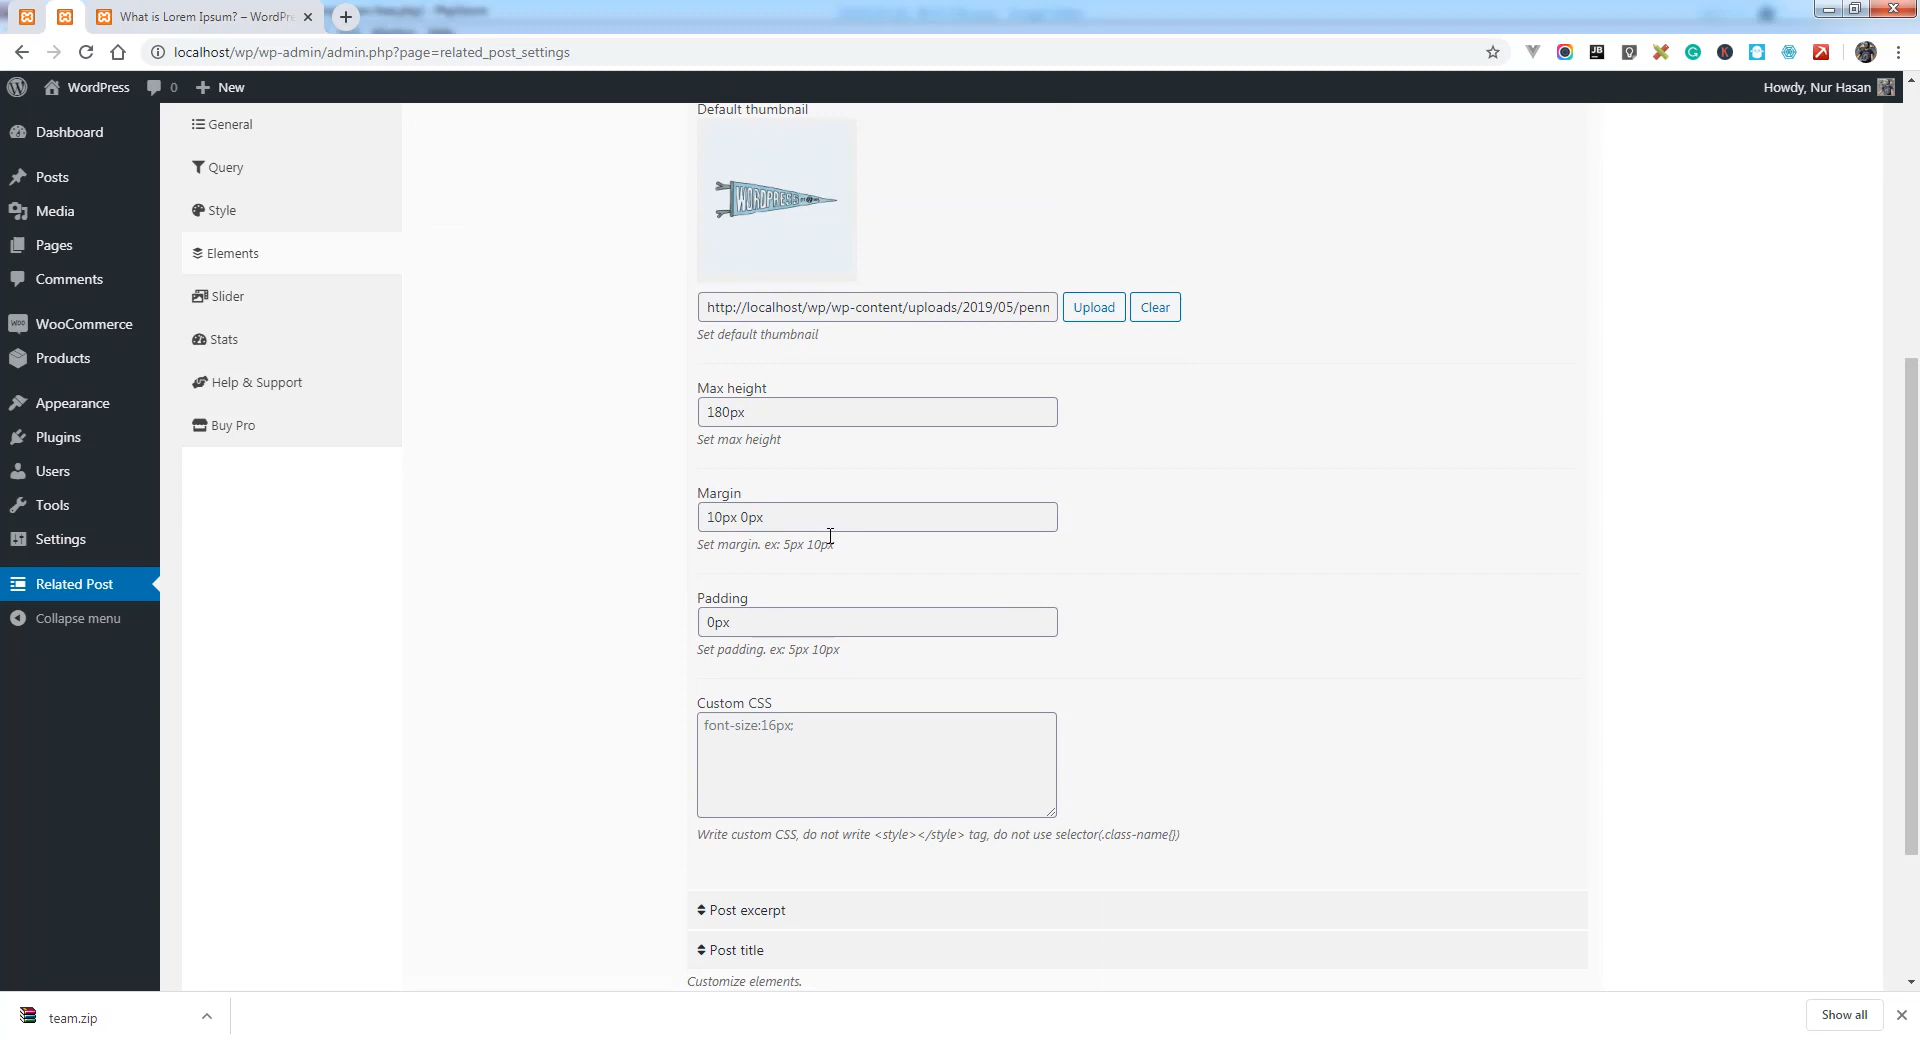 What is Lorem Ipsum? – WordPre
localhost/wp/wp-admin/admin.php?page=related_post_settings
WordPress
0
New
Howdy, Nur Hasan
Dashboard
Posts
Media
Pages
Comments
WooCommerce
Products
Appearance
Plugins
Users
Tools
Settings
Related Post
Collapse menu
General
Query
Style
Elements
Slider
Stats
Help & Support
Buy Pro
Default thumbnail
WORDPRESS
http://localhost/wp/wp-content/uploads/2019/05/penn
Upload
Clear
Set default thumbnail
Max height
180px
Set max height
Margin
10px 0px
Set margin. ex: 5px 10px
Padding
0px
Set padding. ex: 5px 10px
Custom CSS
font-size:16px;
Write custom CSS, do not write <style></style> tag, do not use selector(.class-name{})
Post excerpt
Post title
Customize elements.
team.zip
Show all